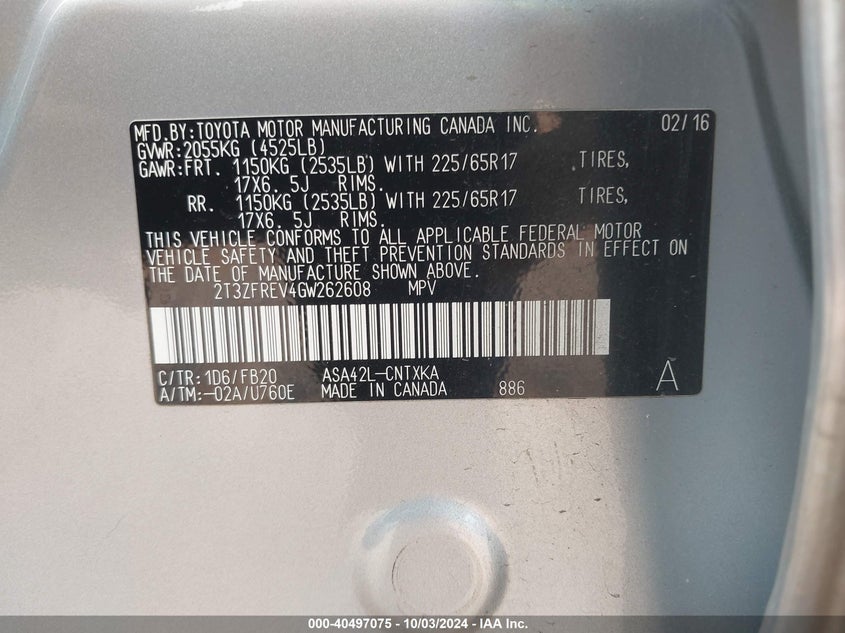 MFD.BY:TOYOTA MOTOR MANUFACTURING CANADA INC. 02/16
GVWR:2055KG (4525LB)
GAWR:FRT. 1150KG (2535LB) WITH 225/65R17 TIRES,
17X6. 5J RIMS.
RR. 1150KG (2535LB) WITH 225/65R17 TIRES,
17X6. 5J RIMS.
THIS VEHICLE CONFORMS TO ALL APPLICABLE FEDERAL MOTOR
VEHICLE SAFETY AND THEFT PREVENTION STANDARDS IN EFFECT ON
THE DATE OF MANUFACTURE SHOWN ABOVE.
2T3ZFREV4GW262608 MPV
C/TR:1D6/FB20 ASA42L-CNTXKA
A/TM:-02A/U760E MADE IN CANADA 886 Ã
000-40497075 - 10/03/2024 - IAA Inc.